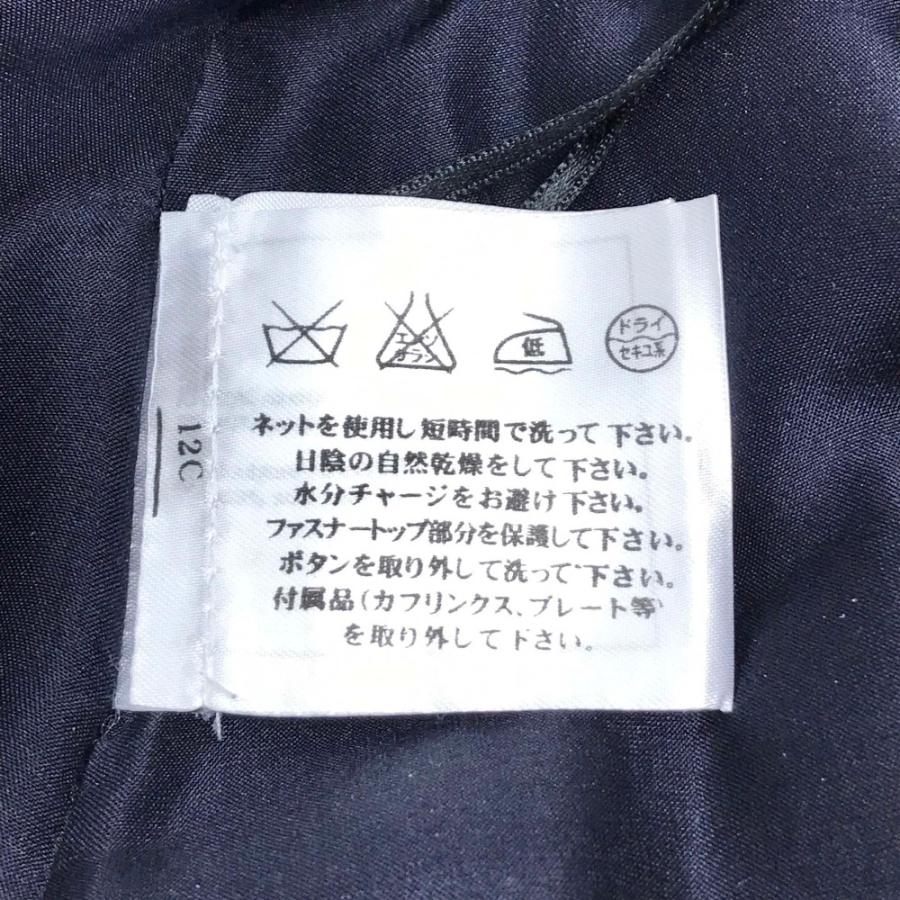 エンソ
サラシ
低
ドライ
セキユ系
ネットを使用し短時間で洗って下さい。
日陰の自然乾燥をして下さい。
水分チャージをお避け下さい。
ファスナートップ部分を保護して下さい。
ボタンを取り外して洗って下さい。
付属品(カフリンクス、プレート等)
を取り外して下さい。
12C